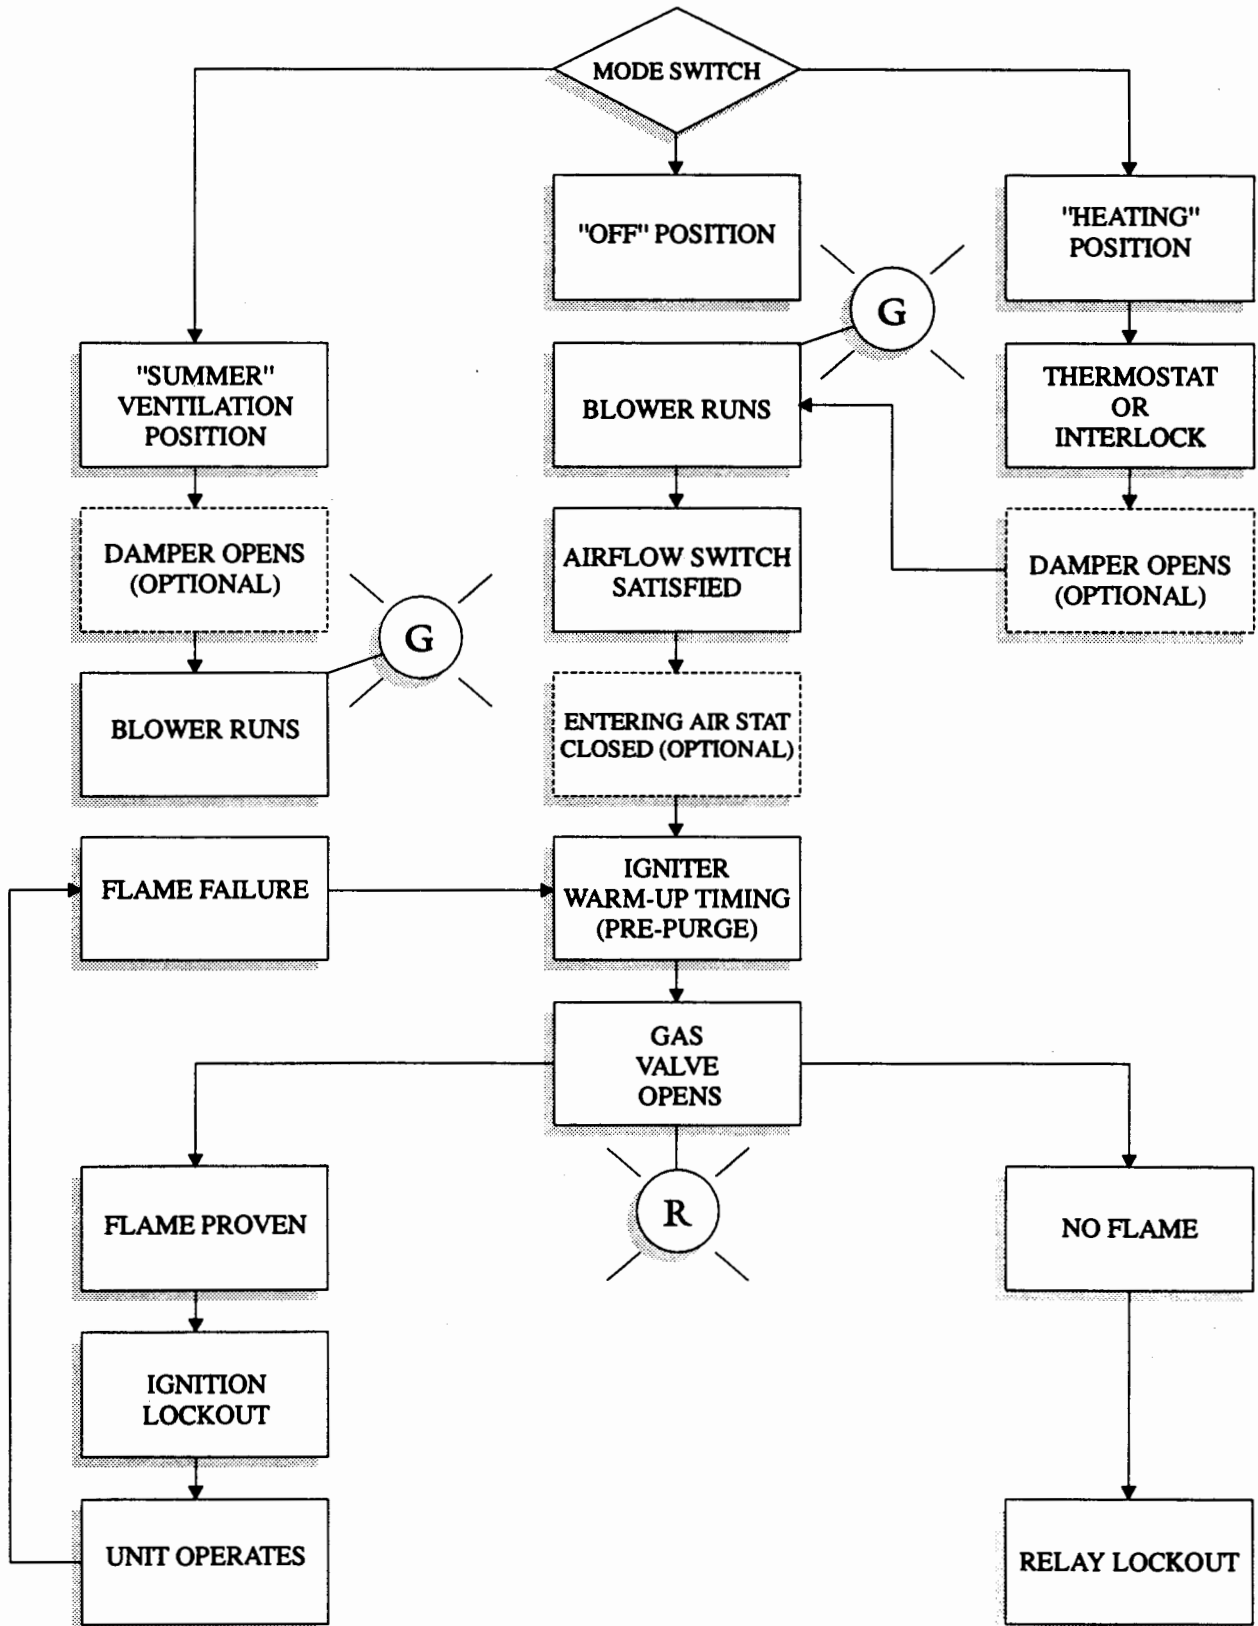 MODE SWITCH
"OFF" POSITION
"HEATING"
POSITION
G
"SUMMER"
VENTILATION
POSITION
BLOWER RUNS
THERMOSTAT
OR
INTERLOCK
DAMPER OPENS
(OPTIONAL)
AIRFLOW SWITCH
SATISFIED
DAMPER OPENS
(OPTIONAL)
G
BLOWER RUNS
ENTERING AIR STAT
CLOSED (OPTIONAL)
FLAME FAILURE
IGNITER
WARM-UP TIMING
(PRE-PURGE)
GAS
VALVE
OPENS
FLAME PROVEN
R
NO FLAME
IGNITION
LOCKOUT
UNIT OPERATES
RELAY LOCKOUT